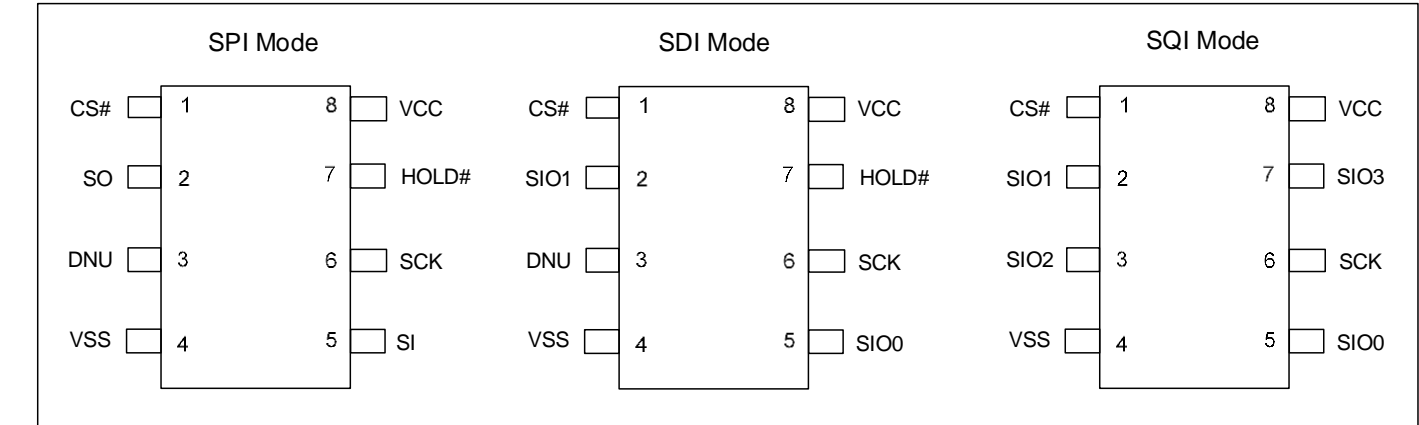 SPI Mode
CS# 1 8 VCC
SO 2 7 HOLD#
DNU 3 6 SCK
VSS 4 5 SI
SDI Mode
CS# 1 8 VCC
SIO1 2 7 HOLD#
DNU 3 6 SCK
VSS 4 5 SIO0
SQI Mode
CS# 1 8 VCC
SIO1 2 7 SIO3
SIO2 3 6 SCK
VSS 4 5 SIO0